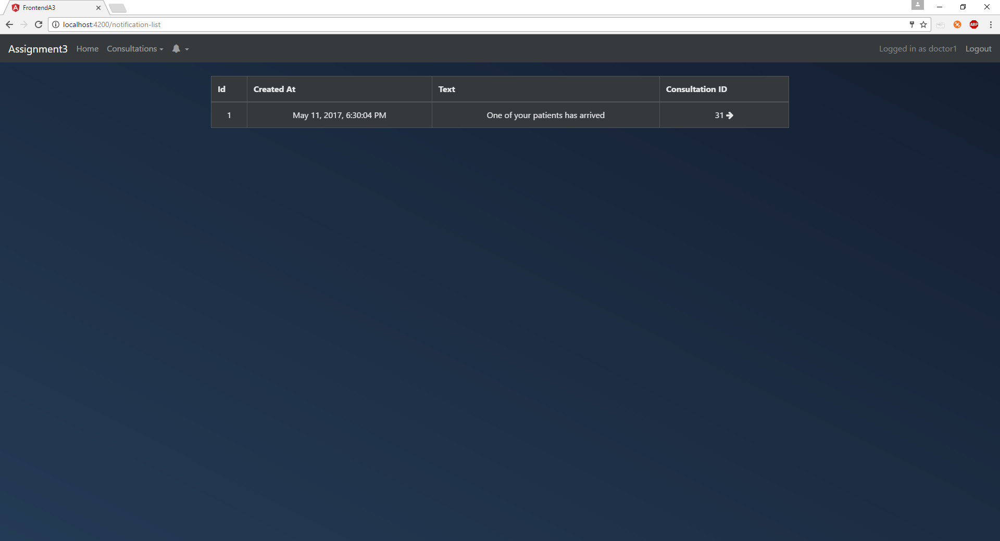 FrontendA3
localhost:4200/notification-list
ABP
Assignment3 Home Consultations Logged in as doctor1 Logout
Id Created At Text Consultation ID
1 May 11, 2017, 6:30:04 PM One of your patients has arrived 31